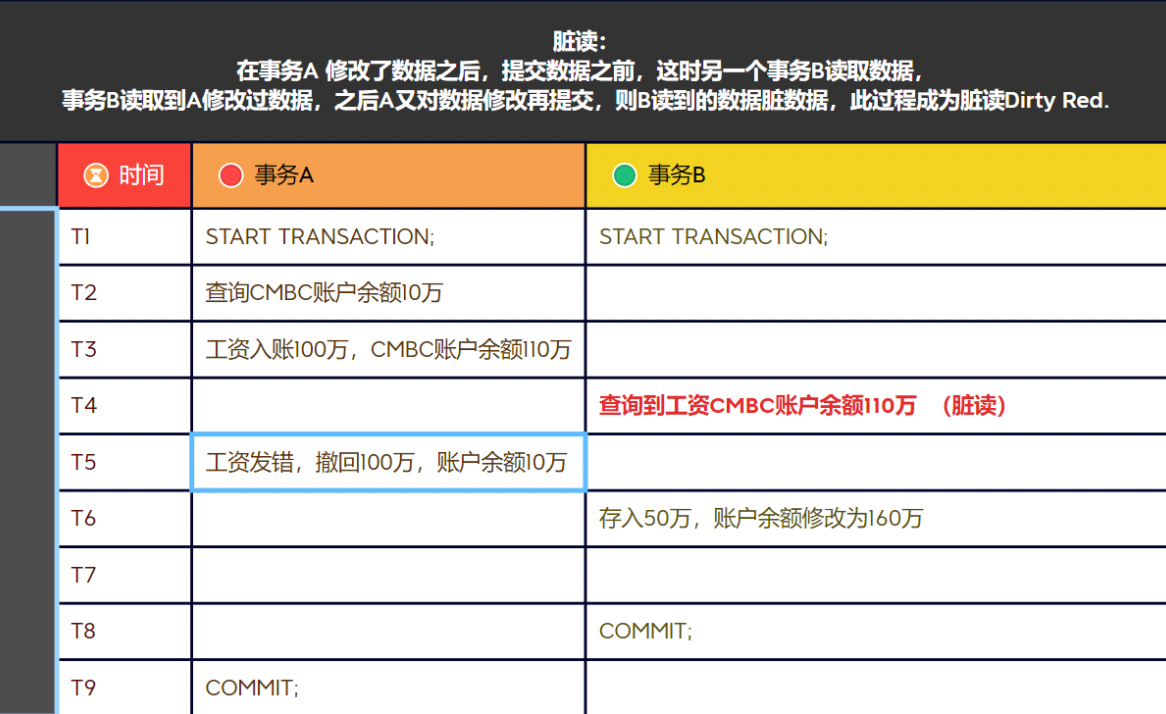 脏读：
在事务A 修改了数据之后，提交数据之前，这时另一个事务B读取数据，
事务B读取到A修改过数据，之后A又对数据修改再提交，则B读到的数据脏数据，此过程成为脏读Dirty Red.
时间 事务A 事务B
T1 START TRANSACTION; START TRANSACTION;
T2 查询CMBC账户余额10万
T3 工资入账100万，CMBC账户余额110万
T4 查询到工资CMBC账户余额110万 （脏读）
T5 工资发错，撤回100万，账户余额10万
T6 存入50万，账户余额修改为160万
T7
T8 COMMIT;
T9 COMMIT;